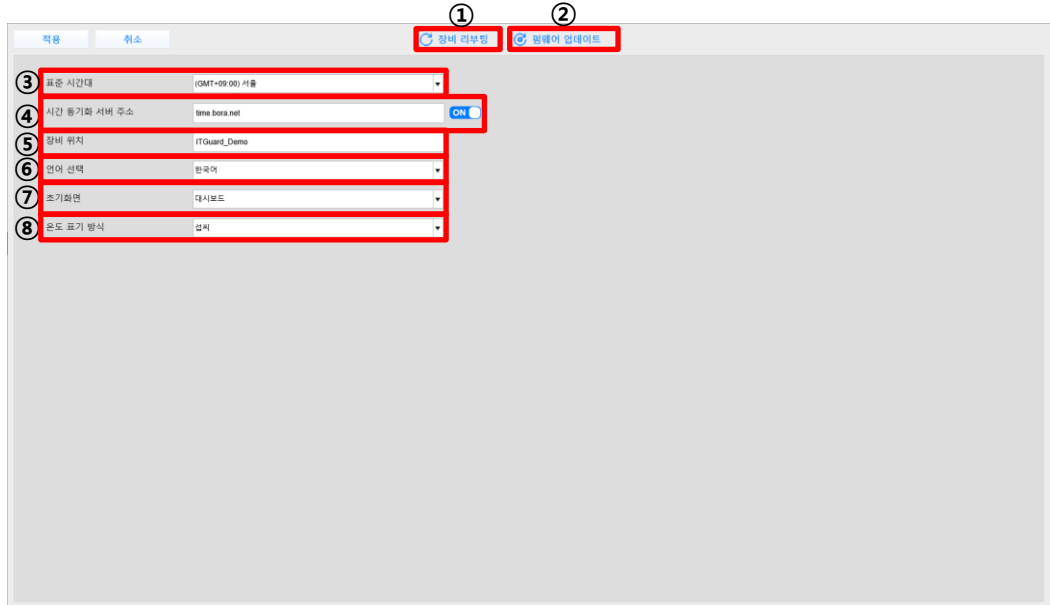 ① ②
적용 취소 장비 리부팅 펌웨어 업데이트
③ 표준 시간대 (GMT+09:00) 서울
④ 시간 동기화 서버 주소 time.bora.net ON
⑤ 장비 위치 ITGuard_Demo
⑥ 언어 선택 한국어
⑦ 초기화면 대시보드
⑧ 온도 표기 방식 섭씨